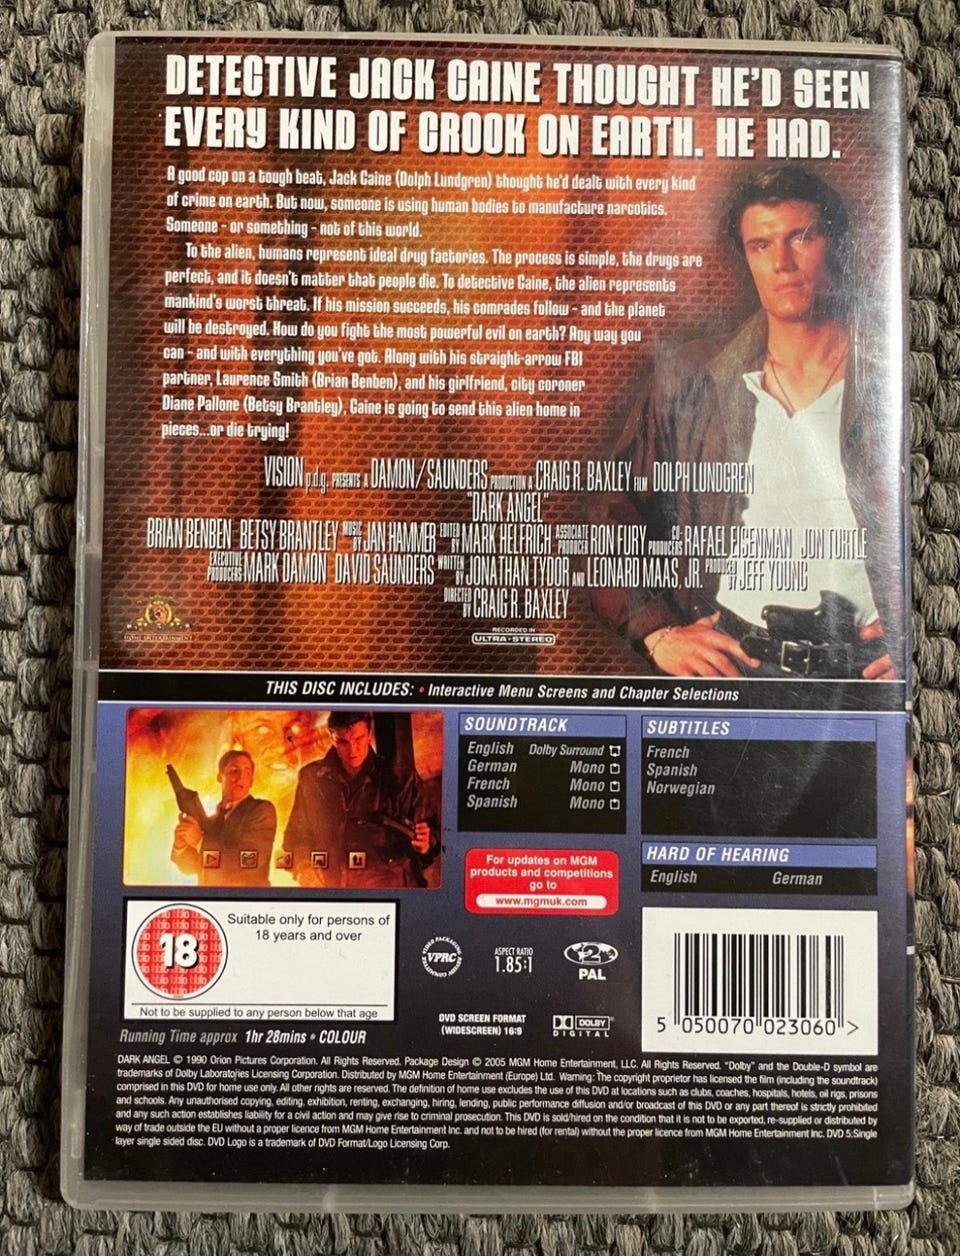 DETECTIVE JACK CAINE THOUGHT HE'D SEEN
EVERY KIND OF CROOK ON EARTH. HE HAD.
A good cop on a tough beat, Jack Caine (Dolph Lundgren) thought he'd dealt with every kind
of crime on earth. But now, someone is using human bodies to manufacture narcotics.
Someone - or something - not of this world.
To the alien, humans represent ideal drug factories. The process is simple, the drugs are
perfect, and it doesn't matter that people die. To detective Caine, the alien represents
mankind's worst threat. If his mission succeeds, his comrades follow - and the planet
will be destroyed. How do you fight the most powerful evil on earth? Any way you
can - and with everything you've got. Along with his straight-arrow FBI
partner, Laurence Smith (Brian Benben), and his girlfriend, city coroner
Diane Pallone (Betsy Brantley), Caine is going to send this alien home in
pieces...or die trying!
VISION p.d.g. PRESENTS A DAMON/SAUNDERS PRODUCTION A CRAIG R. BAXLEY FILM DOLPH LUNDGREN
"DARK ANGEL"
BRIAN BENBEN BETSY BRANTLEY MUSIC BY JAN HAMMER EDITED BY MARK HELFRICH ASSOCIATE PRODUCER RON FURY CO-PRODUCERS RAFAEL EISENMAN JON TURTLE
EXECUTIVE PRODUCERS MARK DAMON DAVID SAUNDERS WRITTEN BY JONATHAN TYDOR AND LEONARD MAAS, JR. PRODUCED BY JEFF YOUNG
DIRECTED BY CRAIG R. BAXLEY
HOME ENTERTAINMENT
RECORDED IN
ULTRA-STEREO
THIS DISC INCLUDES: • Interactive Menu Screens and Chapter Selections
SOUNDTRACK
English Dolby Surround
German Mono
French Mono
Spanish Mono
SUBTITLES
French
Spanish
Norwegian
HARD OF HEARING
English German
For updates on MGM
products and competitions
go to
www.mgmuk.com
18
Suitable only for persons of
18 years and over
Not to be supplied to any person below that age
VIDEO PACKAGING REVIEW COMMITTEE
VPRC
ASPECT RATIO
1.85:1
2
PAL
DVD SCREEN FORMAT
(WIDESCREEN) 16:9
DOLBY
DIGITAL
5 050070 023060 >
Running Time approx 1hr 28mins • COLOUR
DARK ANGEL © 1990 Orion Pictures Corporation. All Rights Reserved. Package Design © 2005 MGM Home Entertainment, LLC. All Rights Reserved. "Dolby" and the Double-D symbol are
trademarks of Dolby Laboratories Licensing Corporation. Distributed by MGM Home Entertainment (Europe) Ltd. Warning: The copyright proprietor has licensed the film (including the soundtrack)
comprised in this DVD for home use only. All other rights are reserved. The definition of home use excludes the use of this DVD at locations such as clubs, coaches, hospitals, hotels, oil rigs, prisons
and schools. Any unauthorised copying, editing, exhibition, renting, exchanging, hiring, lending, public performance diffusion and/or broadcast of this DVD or any part thereof is strictly prohibited
and any such action establishes liability for a civil action and may give rise to criminal prosecution. This DVD is sold/hired on the condition that it is not to be exported, re-supplied or distributed by
way of trade outside the EU without a proper licence from MGM Home Entertainment Inc. and not to be hired (for rental) without the proper licence from MGM Home Entertainment Inc. DVD 5:Single
layer single sided disc. DVD Logo is a trademark of DVD Format/Logo Licensing Corp.